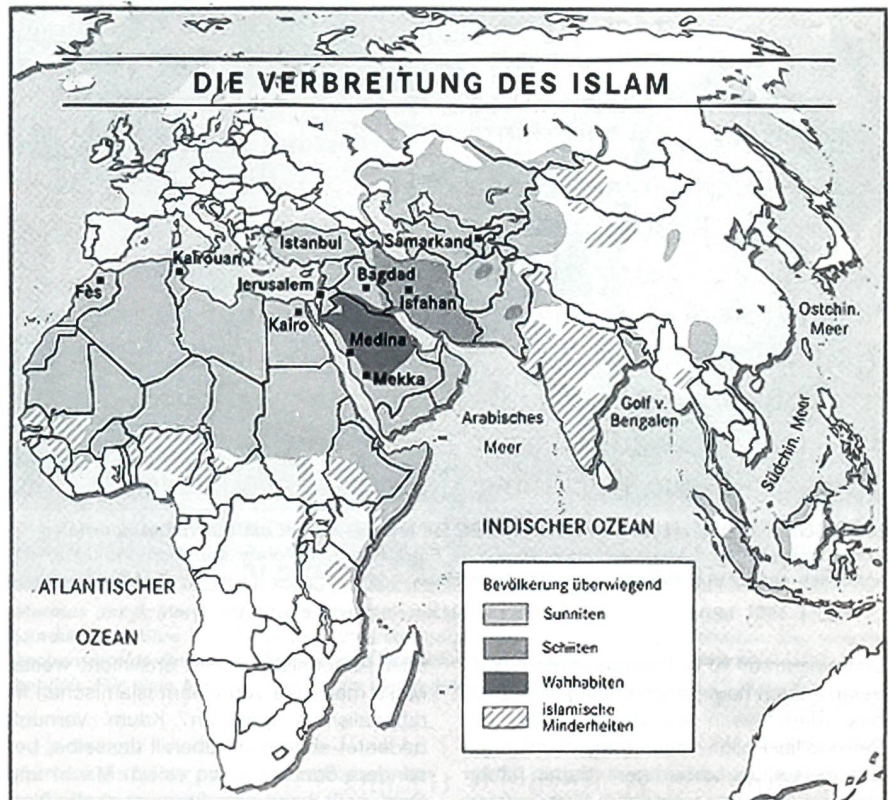 DIE VERBREITUNG DES ISLAM
Istanbul
Samarkand
Kairouan
Jerusalem
Bagdad
Isfahan
Fès
Kairo
Medina
Mekka
Ostchin.
Meer
Arabisches
Meer
Golf v.
Bengalen
Südchin. Meer
INDISCHER OZEAN
ATLANTISCHER
OZEAN
Bevölkerung überwiegend
Sunniten
Schiiten
Wahhabiten
islamische
Minderheiten